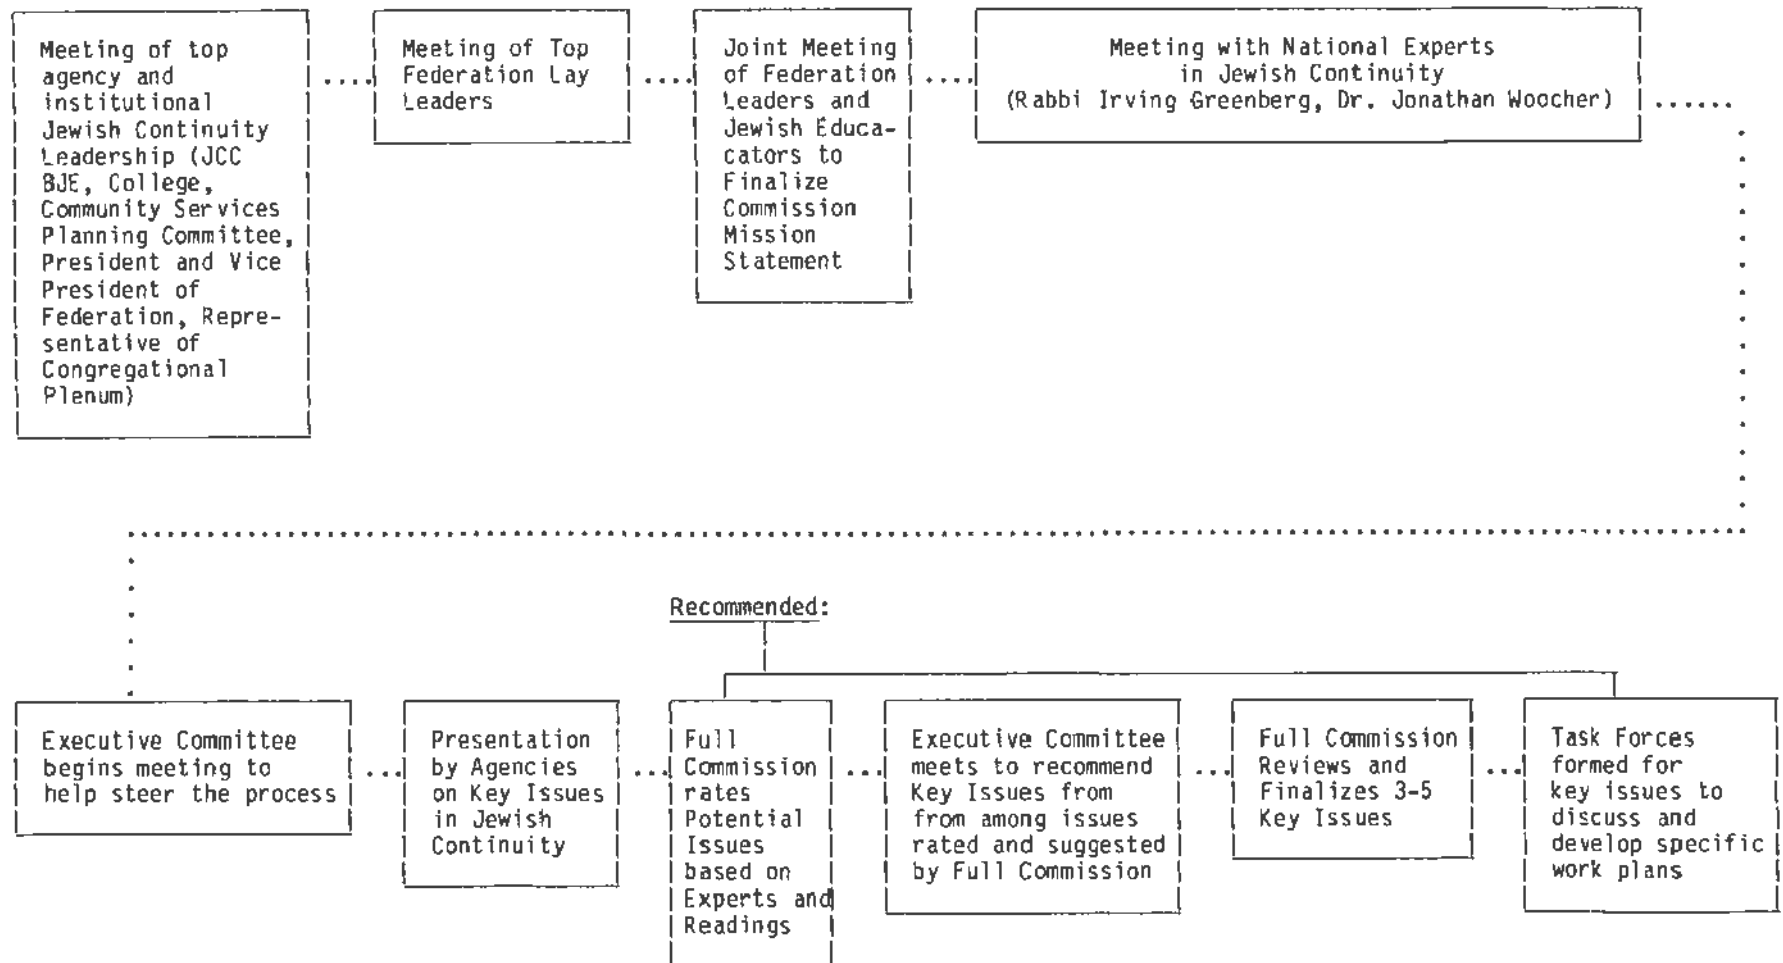 Meeting of top
agency and
institutional
Jewish Continuity
Leadership (JCC
BJE, College,
Community Services
Planning Committee,
President and Vice
President of
Federation, Repre-
sentative of
Congregational
Plenum)
Meeting of Top
Federation Lay
Leaders
Joint Meeting
of Federation
Leaders and
Jewish Educa-
cators to
Finalize
Commission
Mission
Statement
Meeting with National Experts
in Jewish Continuity
(Rabbi Irving Greenberg, Dr. Jonathan Woocher)
Recommended:
Executive Committee
begins meeting to
help steer the process
Presentation
by Agencies
on Key Issues
in Jewish
Continuity
Full
Commission
rates
Potential
Issues
based on
Experts and
Readings
Executive Committee
meets to recommend
Key Issues from
from among issues
rated and suggested
by Full Commission
Full Commission
Reviews and
Finalizes 3-5
Key Issues
Task Forces
formed for
key issues to
discuss and
develop specific
work plans